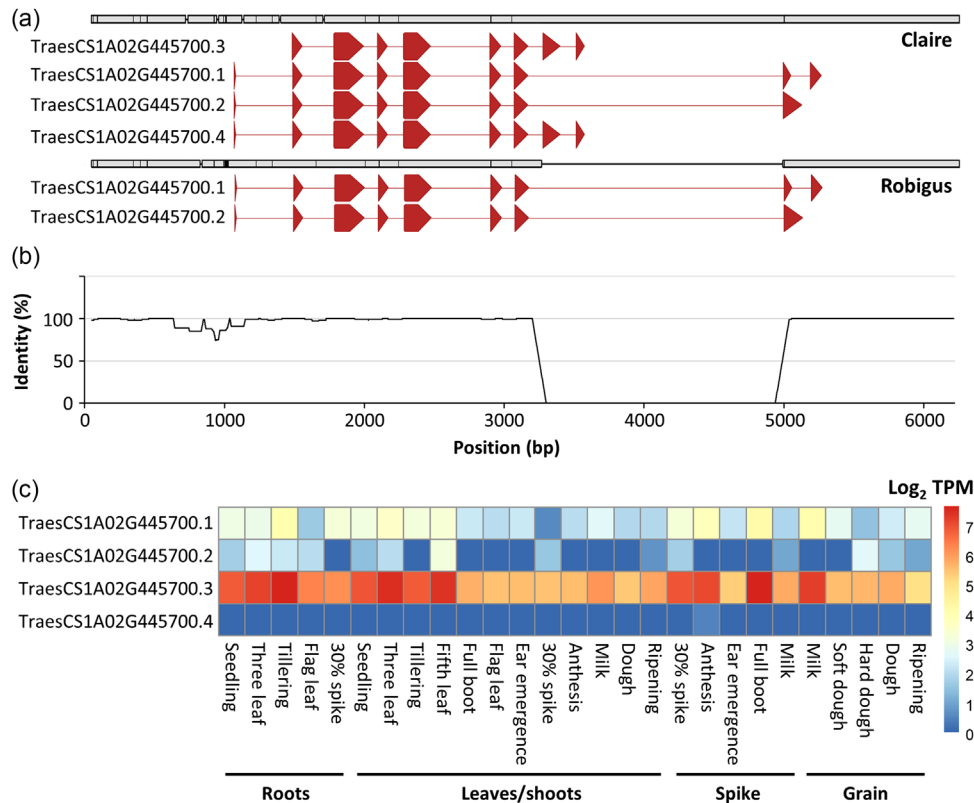 (a)
Claire
TraesCS1A02G445700.3
TraesCS1A02G445700.1
TraesCS1A02G445700.2
TraesCS1A02G445700.4
TraesCS1A02G445700.1
Robigus
TraesCS1A02G445700.2
(b)
Identity (%)
100
50
0
0 1000 2000 3000 4000 5000 6000
Position (bp)
(c)
Log2 TPM
TraesCS1A02G445700.1
TraesCS1A02G445700.2
TraesCS1A02G445700.3
TraesCS1A02G445700.4
7
6
5
4
3
2
1
0
Seedling
Three leaf
Tillering
Flag leaf
30% spike
Seedling
Three leaf
Tillering
Fifth leaf
Full boot
Flag leaf
Ear emergence
30% spike
Anthesis
Milk
Dough
Ripening
30% spike
Anthesis
Ear emergence
Full boot
Milk
Milk
Soft dough
Hard dough
Dough
Ripening
Roots Leaves/shoots Spike Grain